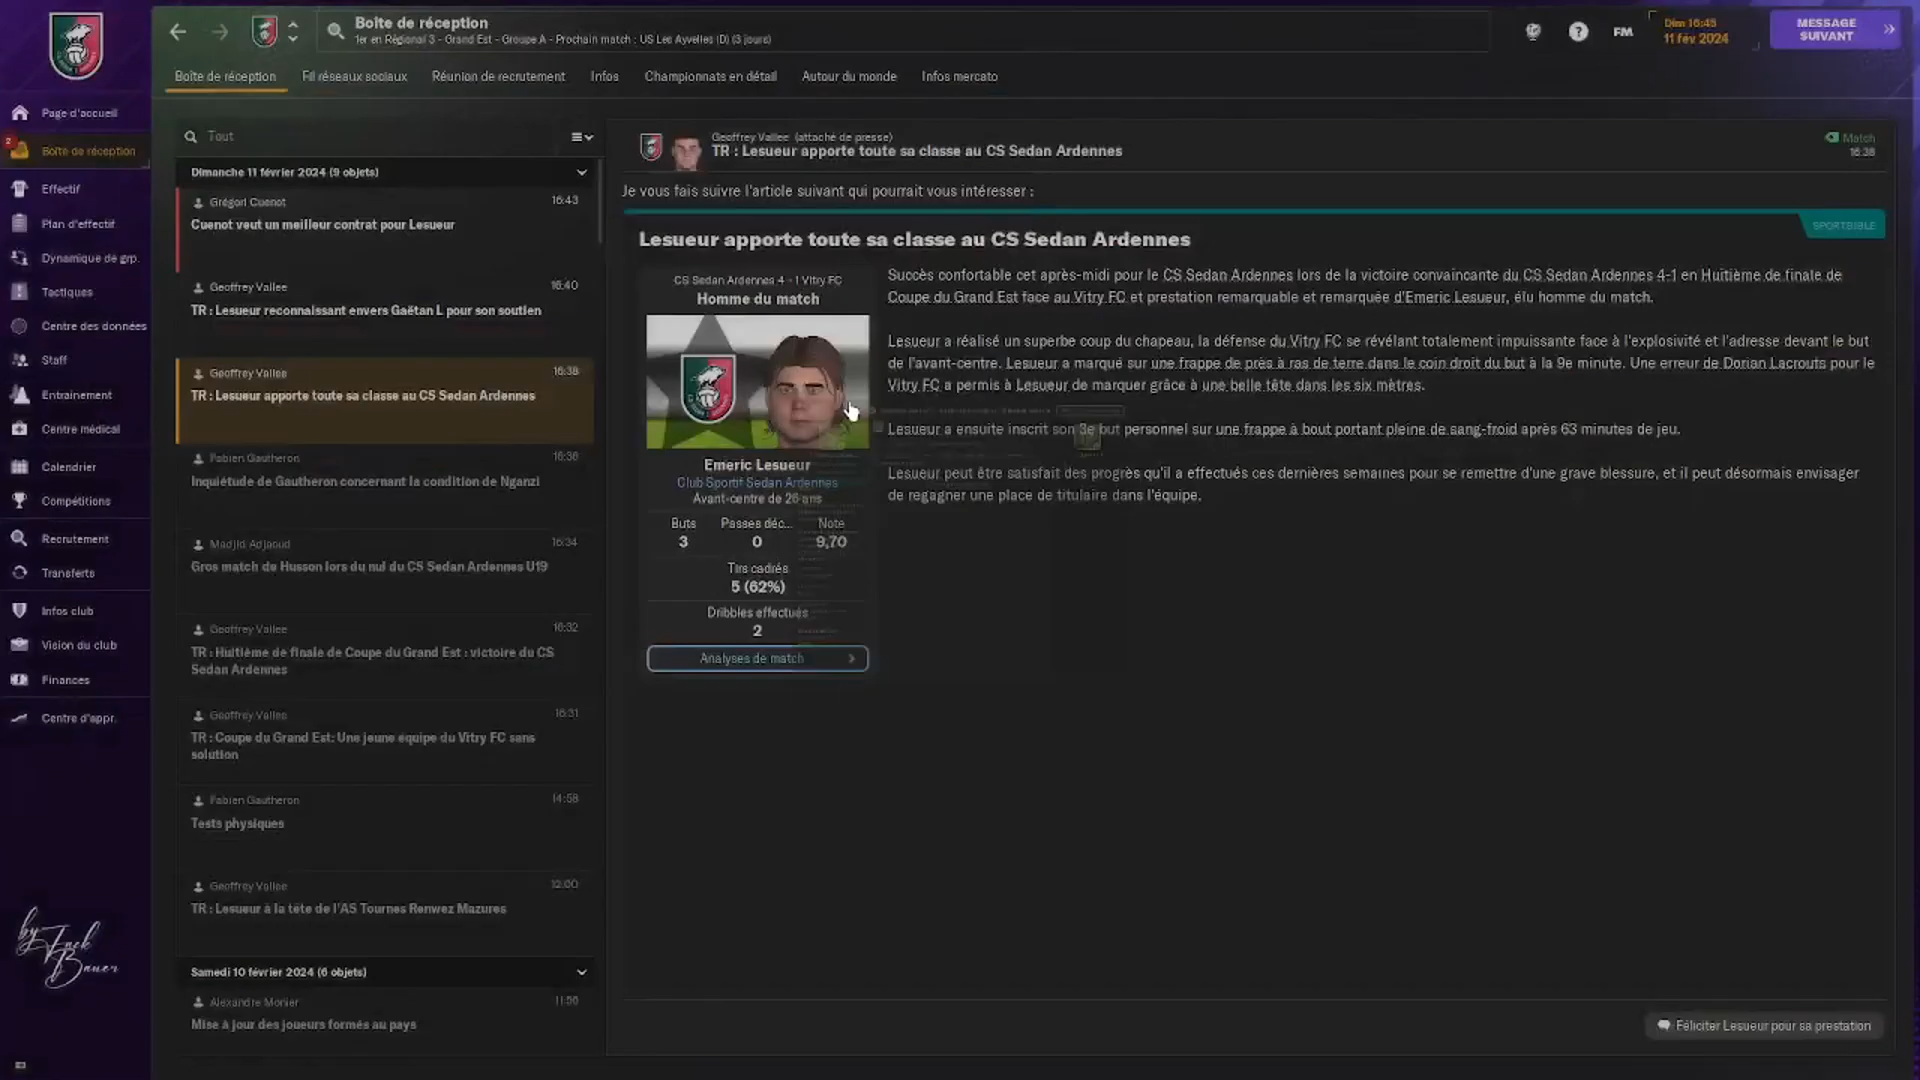 Boîte de réception
1er en Régional 3 - Grand Est - Groupe A - Prochain match : US Les Ayvelles (D) (3 jours)
FM
Dim 16:45
11 fév 2024
MESSAGE SUIVANT
Boîte de réception
Fil réseaux sociaux
Réunion de recrutement
Infos
Championnats en détail
Autour du monde
Infos mercato
Page d'accueil
2
Boîte de réception
Effectif
Plan d'effectif
Dynamique de grp.
Tactiques
Centre des données
Staff
Entraînement
Centre médical
Calendrier
Compétitions
Recrutement
Transferts
Infos club
Vision du club
Finances
Centre d'appr.
by Jack Bauer
Tout
Dimanche 11 février 2024 (9 objets)
Grégori Cuenot 16:43
Cuenot veut un meilleur contrat pour Lesueur
Geoffrey Vallee 16:40
TR : Lesueur reconnaissant envers Gaëtan L pour son soutien
Geoffrey Vallee 16:38
TR : Lesueur apporte toute sa classe au CS Sedan Ardennes
Fabien Gautheron 16:36
Inquiétude de Gautheron concernant la condition de Nganzi
Madjid Adjaoud 16:34
Gros match de Husson lors du nul du CS Sedan Ardennes U19
Geoffrey Vallee 16:32
TR : Huitième de finale de Coupe du Grand Est : victoire du CS
Sedan Ardennes
Geoffrey Vallee 16:31
TR : Coupe du Grand Est: Une jeune équipe du Vitry FC sans
solution
Fabien Gautheron 14:58
Tests physiques
Geoffrey Vallee 12:00
TR : Lesueur à la tête de l'AS Tournes Renwez Mazures
Samedi 10 février 2024 (6 objets)
Alexandre Monier
Mise à jour des joueurs formés au pays
Geoffrey Vallee (attaché de presse)
TR : Lesueur apporte toute sa classe au CS Sedan Ardennes
Match
16:38
Je vous fais suivre l'article suivant qui pourrait vous intéresser :
SPORTBIBLE
Lesueur apporte toute sa classe au CS Sedan Ardennes
CS Sedan Ardennes 4 - 1 Vitry FC
Homme du match
Emeric Lesueur
Club Sportif Sedan Ardennes
Avant-centre de 26 ans
Buts Passes déc... Note
3 0 9,70
Tirs cadrés
5 (62%)
Dribbles effectués
2
Analyses de match
Succès confortable cet après-midi pour le CS Sedan Ardennes lors de la victoire convaincante du CS Sedan Ardennes 4-1 en Huitième de finale de
Coupe du Grand Est face au Vitry FC et prestation remarquable et remarquée d'Emeric Lesueur, élu homme du match.
Lesueur a réalisé un superbe coup du chapeau, la défense du Vitry FC se révélant totalement impuissante face à l'explosivité et l'adresse devant le but
de l'avant-centre. Lesueur a marqué sur une frappe de près à ras de terre dans le coin droit du but à la 9e minute. Une erreur de Dorian Lacrouts pour le
Vitry FC a permis à Lesueur de marquer grâce à une belle tête dans les six mètres.
Lesueur a ensuite inscrit son 3e but personnel sur une frappe à bout portant pleine de sang-froid après 63 minutes de jeu.
Lesueur peut être satisfait des progrès qu'il a effectués ces dernières semaines pour se remettre d'une grave blessure, et il peut désormais envisager
de regagner une place de titulaire dans l'équipe.
Féliciter Lesueur pour sa prestation